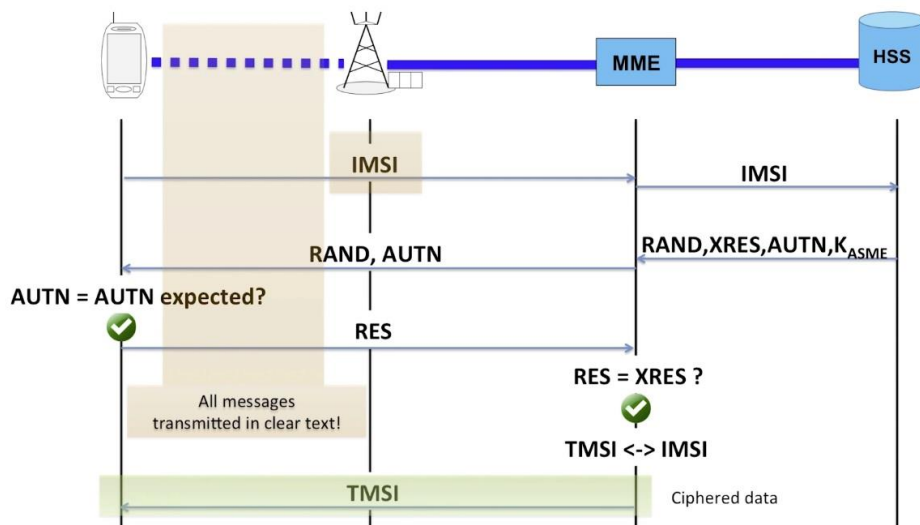 MME
HSS
IMSI
IMSI
RAND,XRES,AUTN,KASME
RAND, AUTN
AUTN = AUTN expected?
RES
RES = XRES ?
All messages
transmitted in clear text!
TMSI <-> IMSI
TMSI
Ciphered data